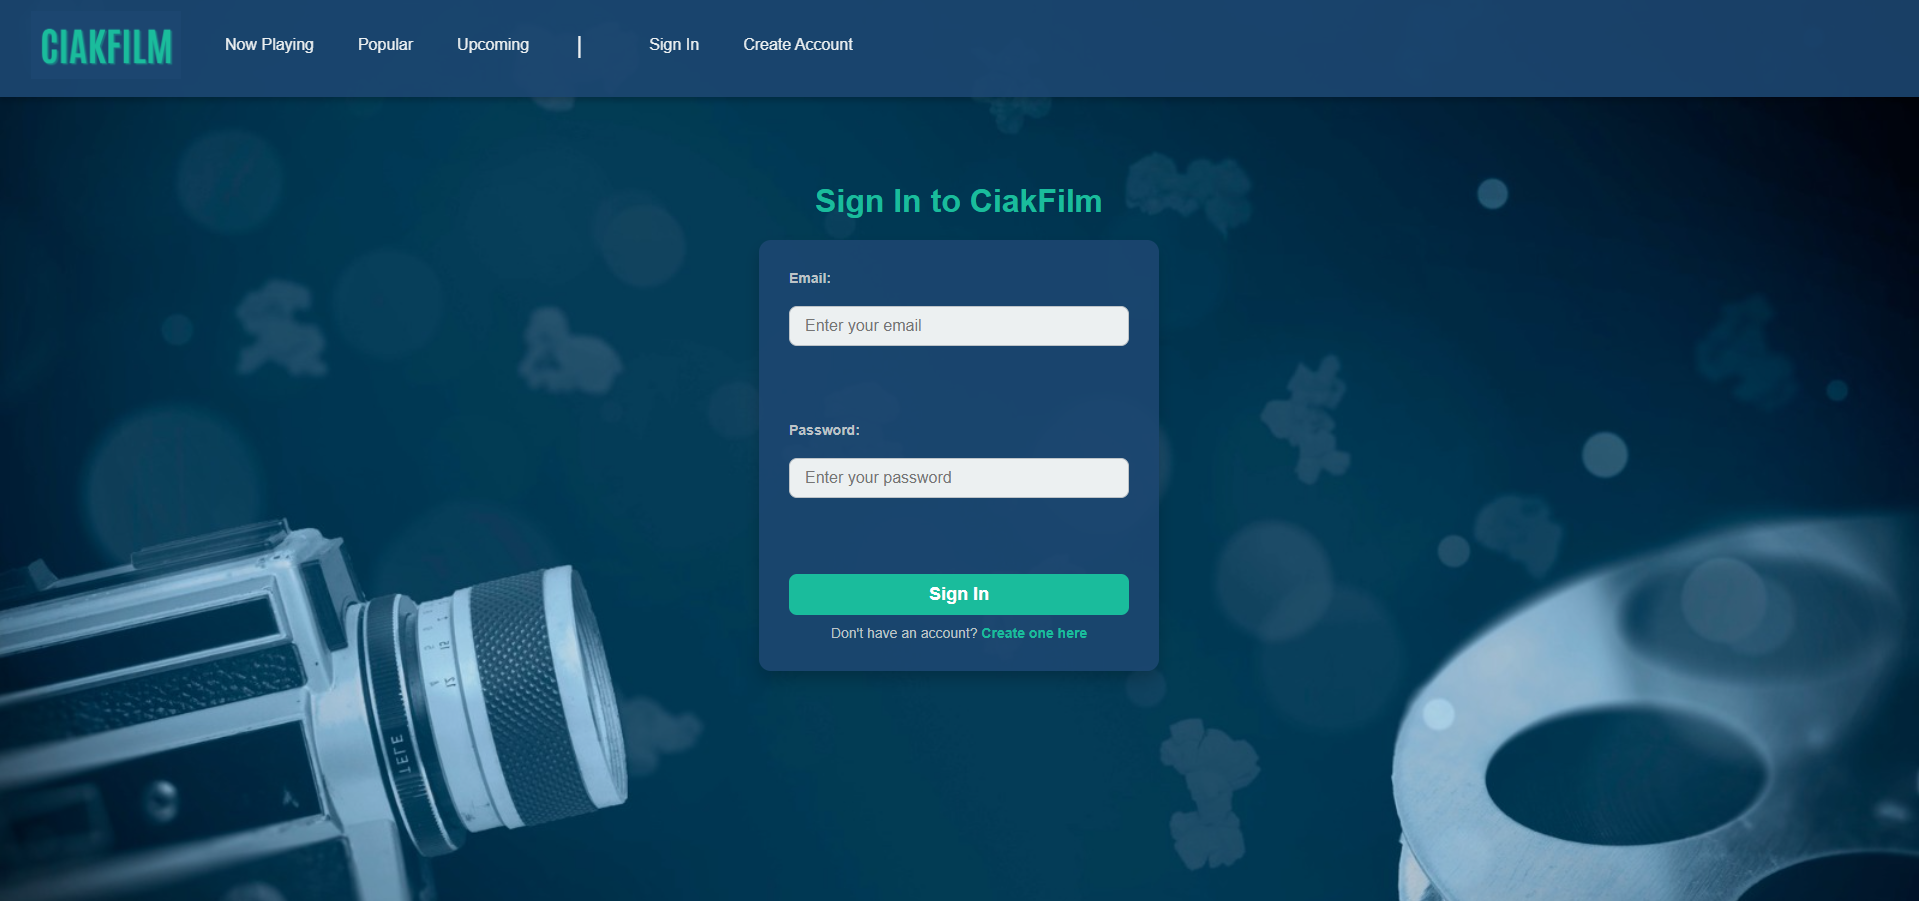 CIAKFILM
Now Playing
Popular
Upcoming
|
Sign In
Create Account
Sign In to CiakFilm
Email:
Enter your email
Password:
Enter your password
Sign In
Don't have an account? Create one here
TELE